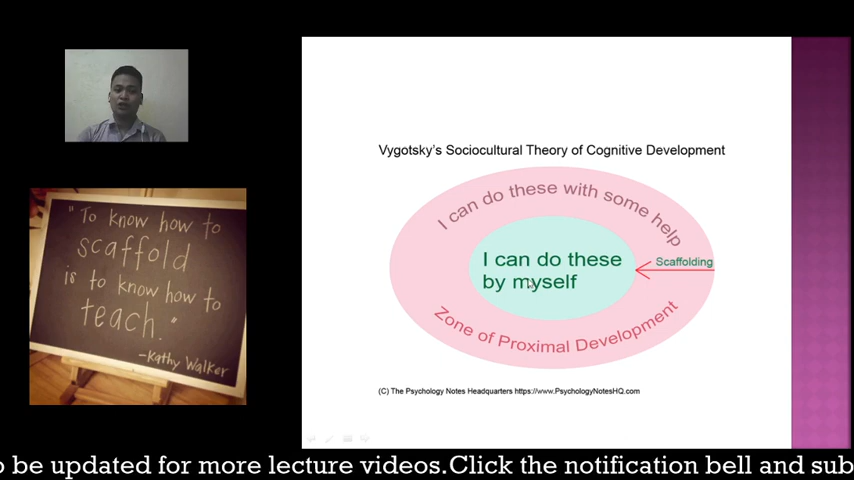 "To know how to
scaffold
is to know how to
teach."
-Kathy Walker
Vygotsky's Sociocultural Theory of Cognitive Development
I can do these with some help
I can do these
by myself
Scaffolding
Zone of Proximal Development
(C) The Psychology Notes Headquarters https://www.PsychologyNotesHQ.com
o be updated for more lecture videos.Click the notification bell and sub